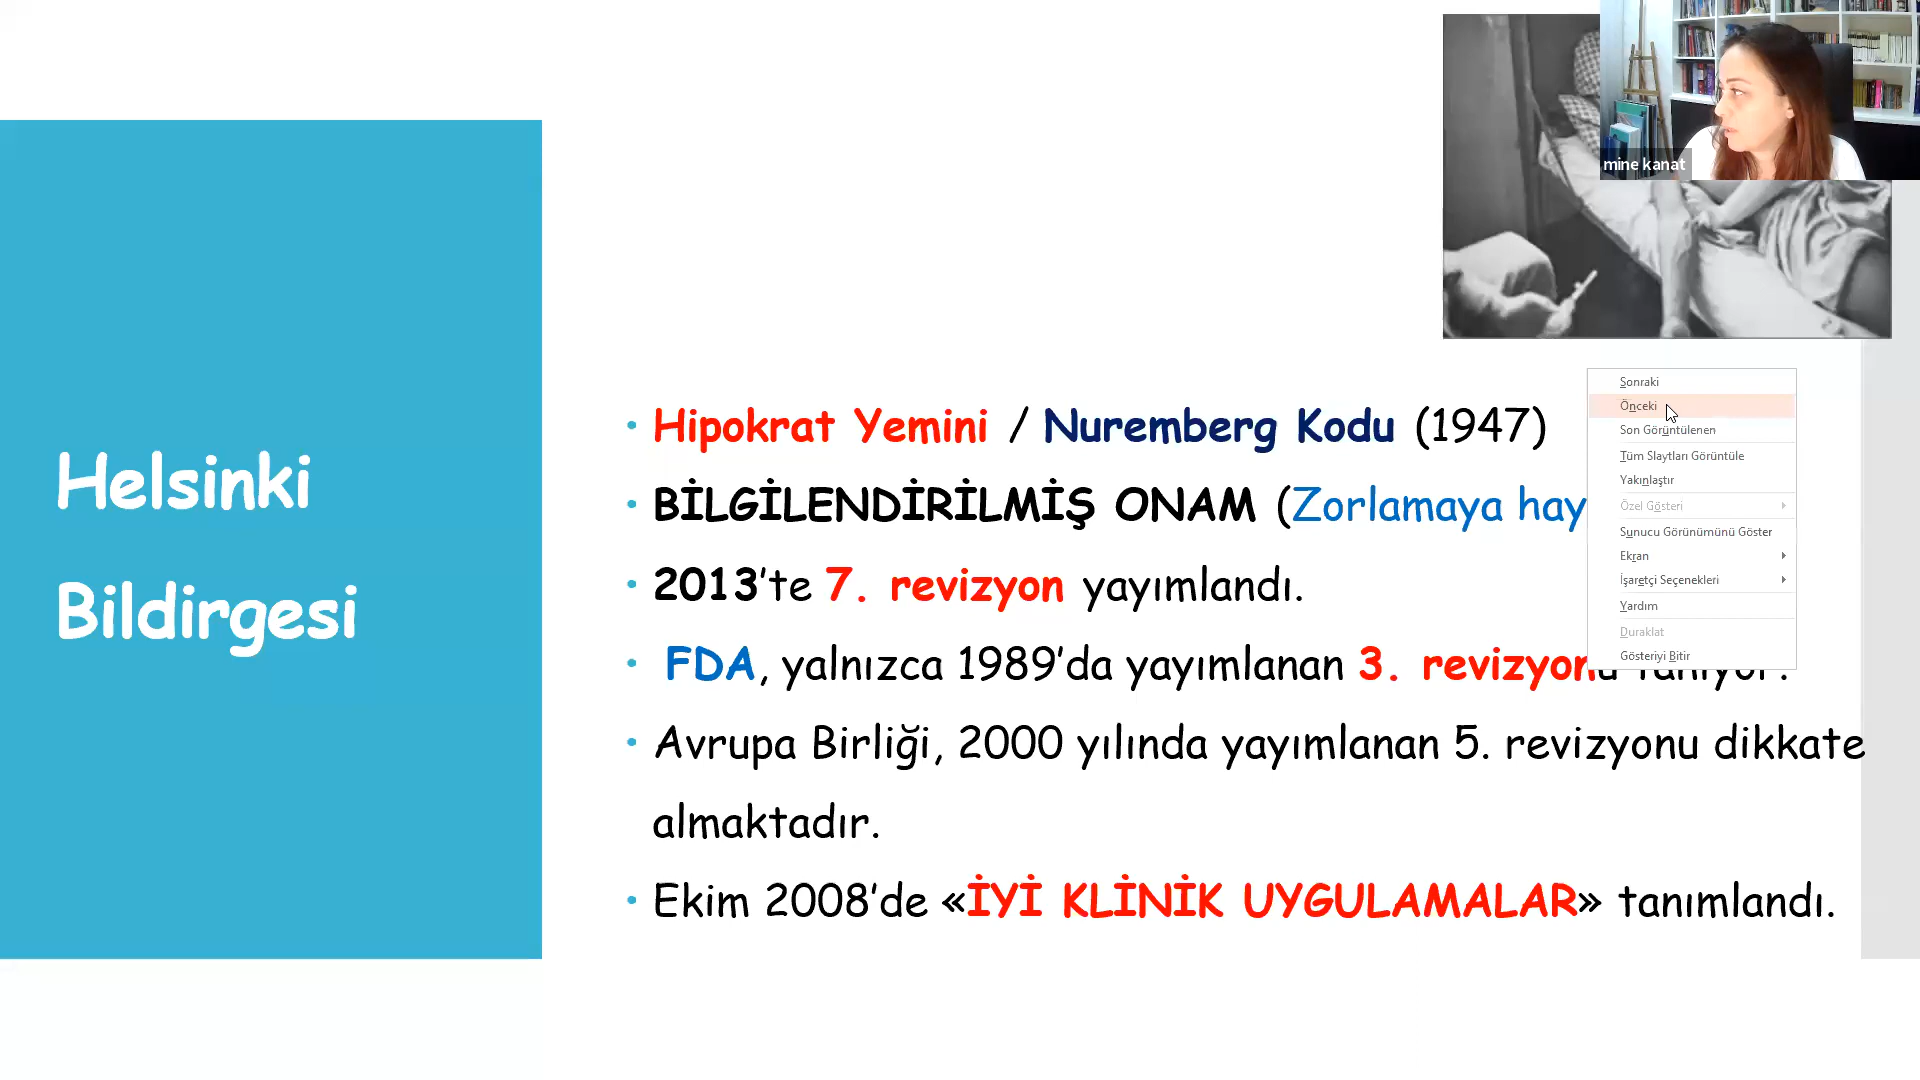 mine kanat
Helsinki
Bildirgesi
• Hipokrat Yemini / Nuremberg Kodu (1947)
• BİLGİLENDİRİLMİŞ ONAM (Zorlamaya hay
• 2013’te 7. revizyon yayımlandı.
• FDA, yalnızca 1989’da yayımlanan 3. revizyonu tanıyor.
• Avrupa Birliği, 2000 yılında yayımlanan 5. revizyonu dikkate
almaktadır.
• Ekim 2008’de «İYİ KLİNİK UYGULAMALAR» tanımlandı.
Sonraki
Önceki
Son Görüntülenen
Tüm Slaytları Görüntüle
Yakınlaştır
Özel Gösteri
Sunucu Görünümünü Göster
Ekran
İşaretçi Seçenekleri
Yardım
Duraklat
Gösteriyi Bitir